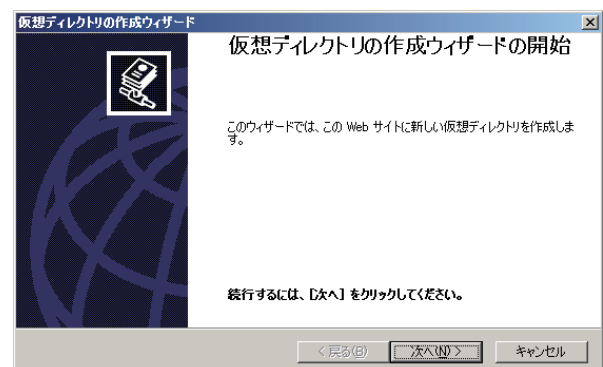 仮想ディレクトリの作成ウィザード
仮想ディレクトリの作成ウィザードの開始
このウィザードでは、この Web サイトに新しい仮想ディレクトリを作成しま
す。
続行するには、[次へ] をクリックしてください。
< 戻る(B) 次へ(N) > キャンセル